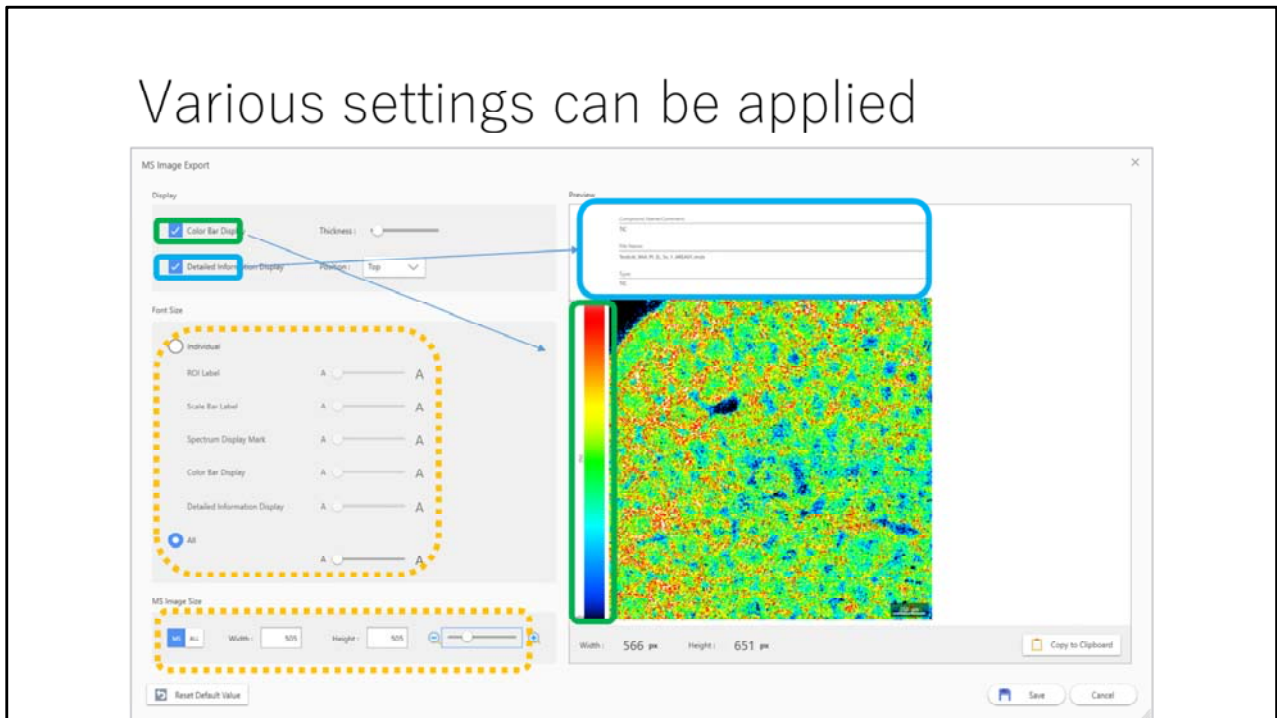 Various settings can be applied
MS Image Export
Display
Color Bar Display
Thickness :
Detailed Information Display
Position :
Top
Font Size
Individual
ROI Label
A
A
Scale Bar Label
A
A
Spectrum Display Mark
A
A
Color Bar Display
A
A
Detailed Information Display
A
A
All
A
A
MS Image Size
MS
ALL
Width :
505
Height :
505
Reset Default Value
Preview
TIC
File Name
Type
TIC
Width :
566 px
Height :
651 px
Copy to Clipboard
Save
Cancel